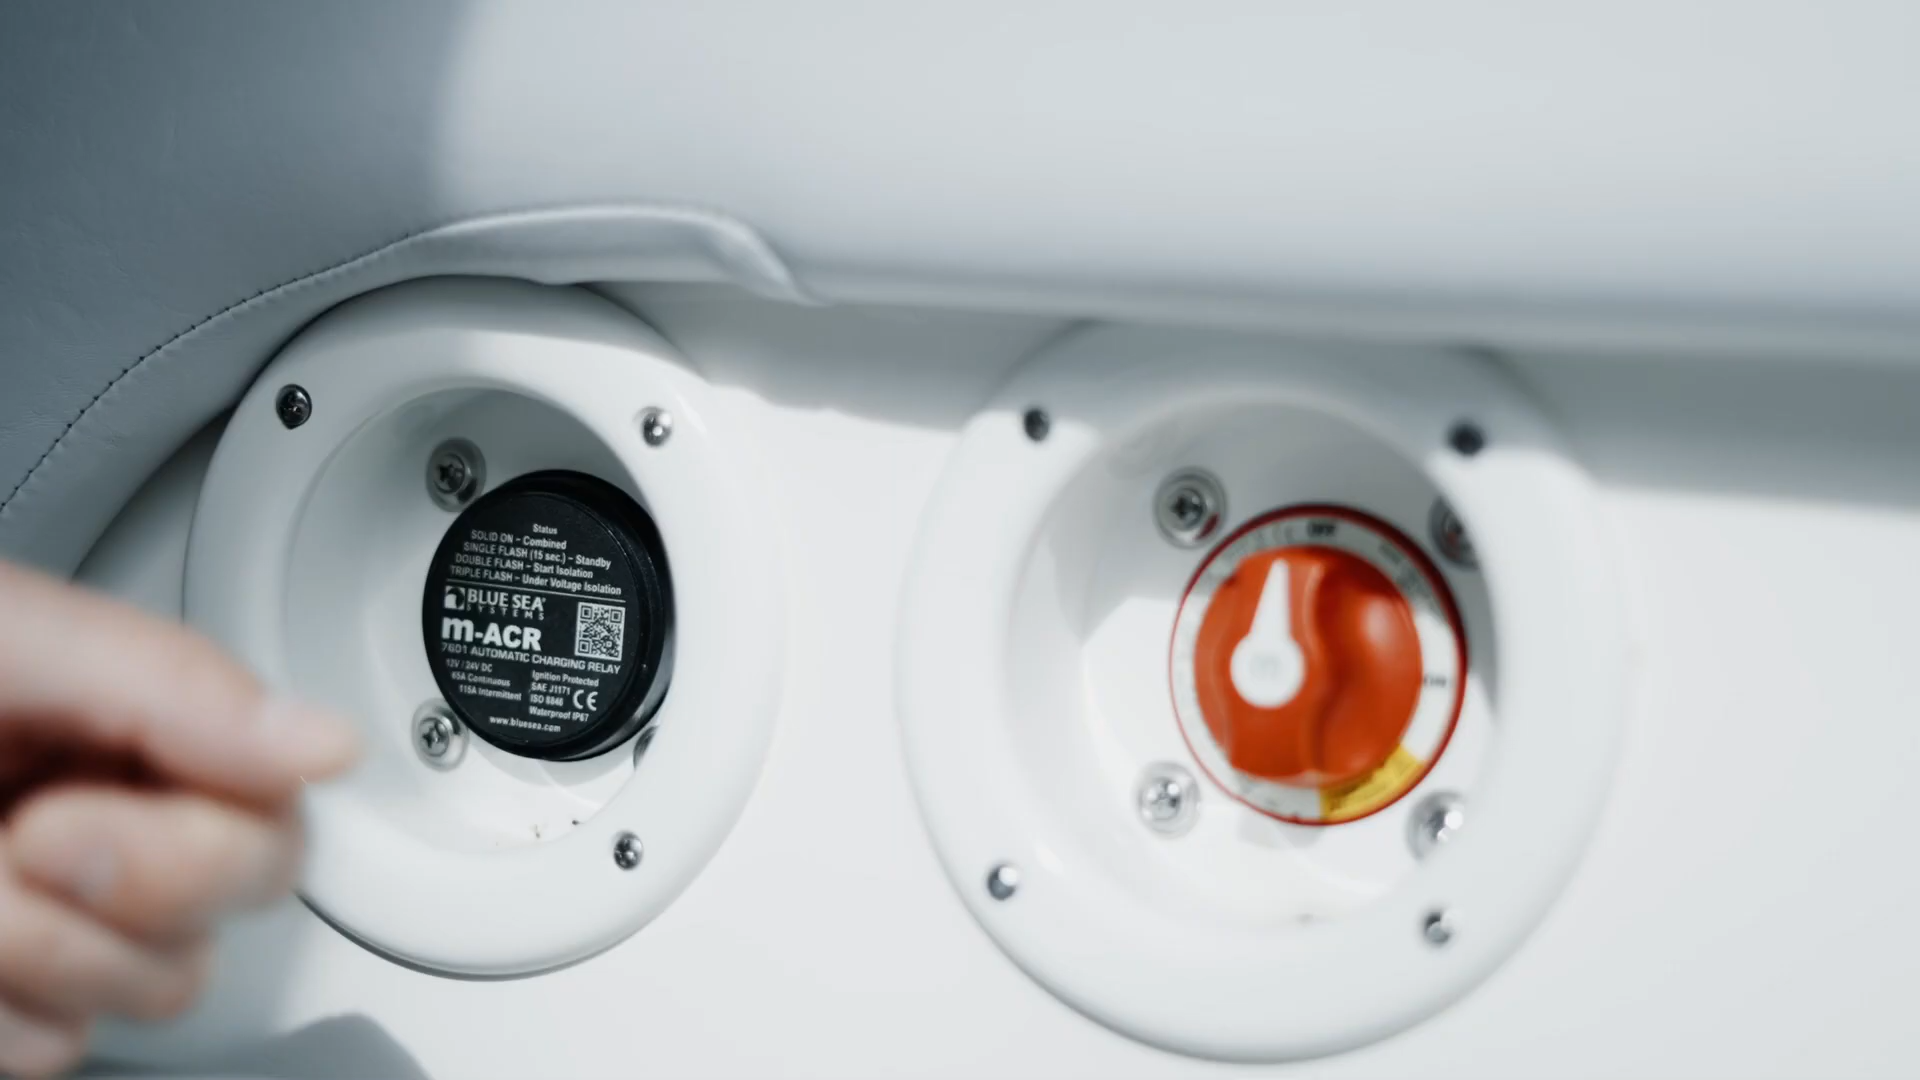 Status
SOLID ON – Combined
SINGLE FLASH (15 sec.) – Standby
DOUBLE FLASH – Start Isolation
TRIPLE FLASH – Under Voltage Isolation
BLUE SEA
SYSTEMS
m-ACR
7601 AUTOMATIC CHARGING RELAY
12V / 24V DC
65A Continuous
115A Intermittent
Ignition Protected
SAE J1171
ISO 8846
CE
Waterproof IP67
www.bluesea.com
OFF
ON